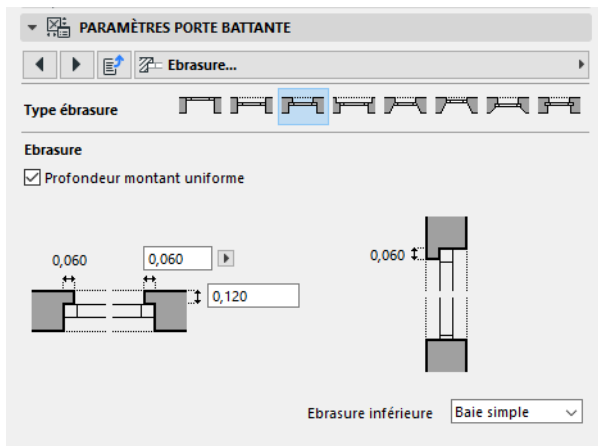 PARAMÈTRES PORTE BATTANTE
Ebrasure...
Type ébrasure
Ebrasure
Profondeur montant uniforme
0,060 0,060 0,060
0,120
Ebrasure inférieure Baie simple